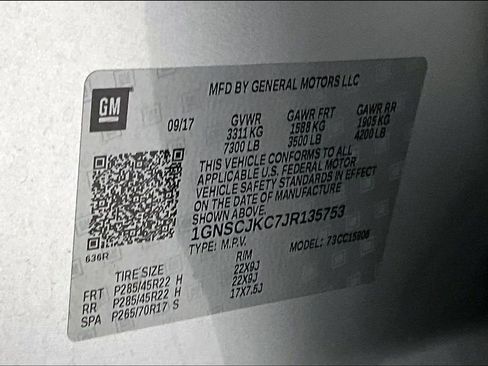 MFD BY GENERAL MOTORS LLC
GM
09/17
GVWR GAWR FRT GAWR RR
3311 KG 1588 KG 1905 KG
7300 LB 3500 LB 4200 LB
THIS VEHICLE CONFORMS TO ALL
APPLICABLE U.S. FEDERAL MOTOR
VEHICLE SAFETY STANDARDS IN EFFECT
ON THE DATE OF MANUFACTURE
SHOWN ABOVE.
1GNSCJKC7JR135753
TYPE: M.P.V. MODEL: 73CC15906
636R
TIRE SIZE RIM
FRT P285/45R22 H 22X9J
RR P285/45R22 H 22X9J
SPA P265/70R17 S 17X7.5J